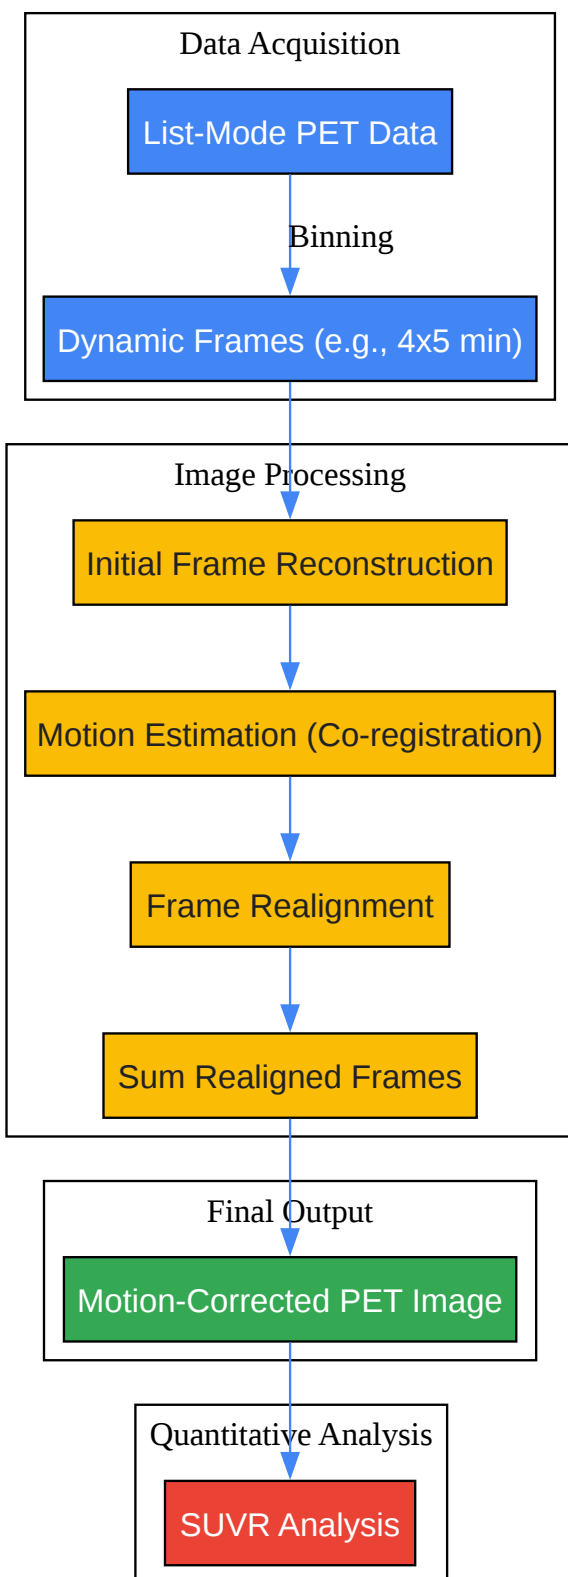 Data Acquisition
List-Mode PET Data
Binning
Dynamic Frames (e.g., 4x5 min)
Image Processing
Initial Frame Reconstruction
Motion Estimation (Co-registration)
Frame Realignment
Sum Realigned Frames
Final Output
Motion-Corrected PET Image
Quantitative Analysis
SUVR Analysis